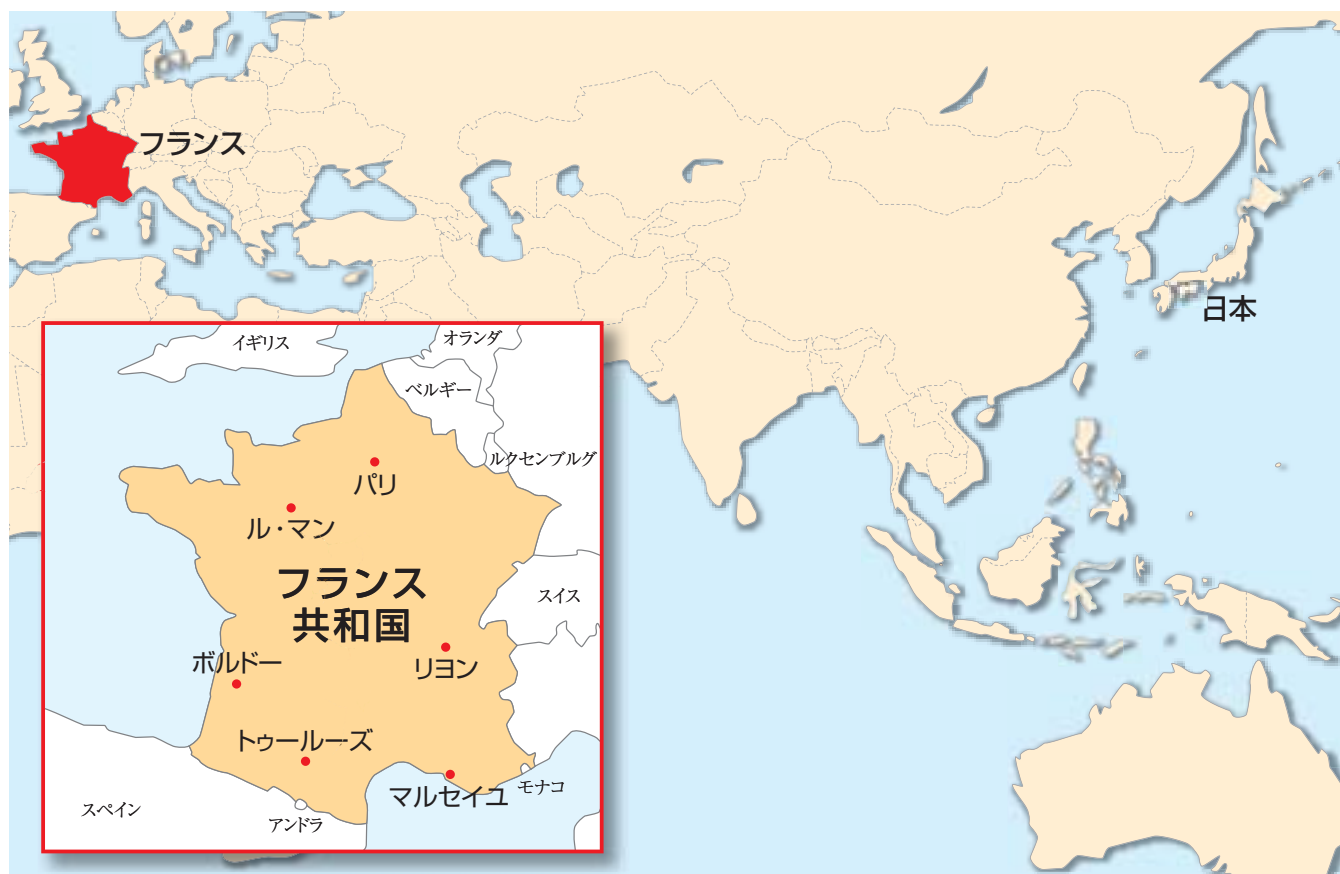 フランス
日本
イギリス
オランダ
ベルギー
ルクセンブルグ
パリ
ル・マン
フランス
共和国
スイス
ボルドー
リヨン
トゥールーズ
マルセイユ
モナコ
スペイン
アンドラ